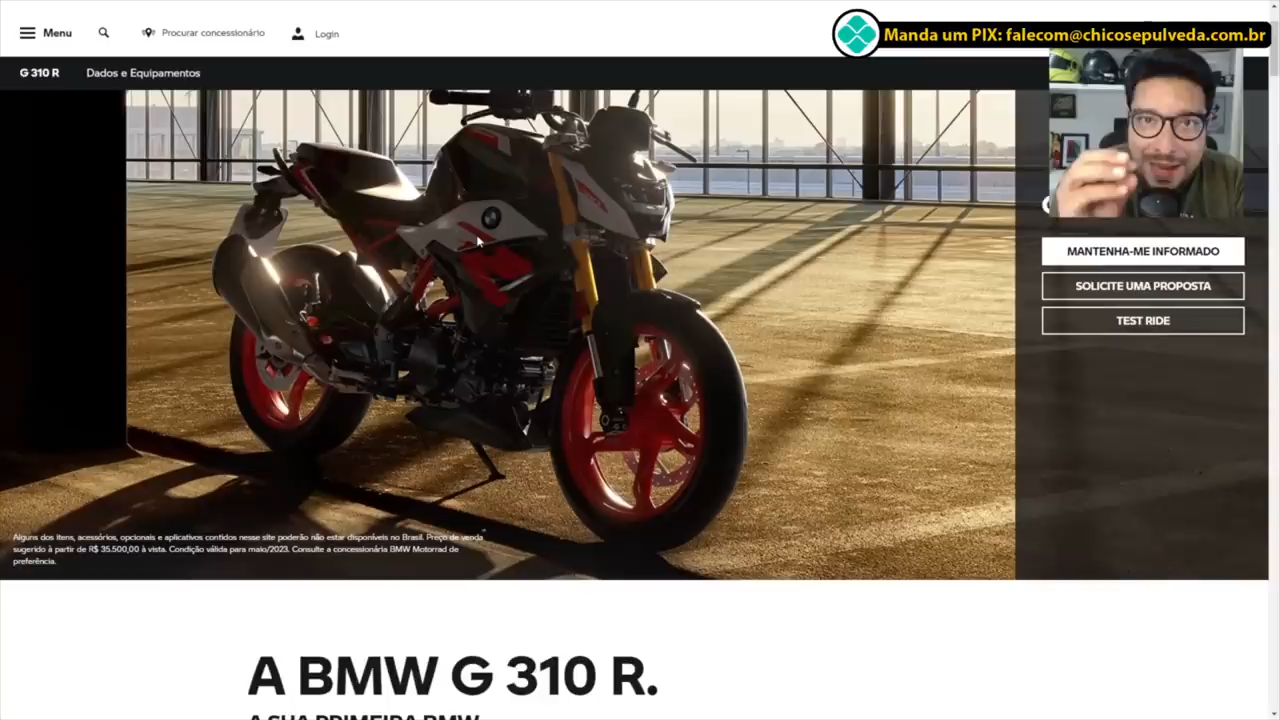 Menu
Procurar concessionário
Login
Manda um PIX: falecom@chicosepulveda.com.br
G 310 R
Dados e Equipamentos
MANTENHA-ME INFORMADO
SOLICITE UMA PROPOSTA
TEST RIDE
Alguns dos itens, acessórios, opcionais e aplicativos contidos nesse site poderão não estar disponíveis no Brasil. Preço de venda
sugerido à partir de R$ 35.500,00 à vista. Condição válida para maio/2023. Consulte a concessionária BMW Motorrad de
preferência.
A BMW G 310 R.
A SUA PRIMEIRA BMW